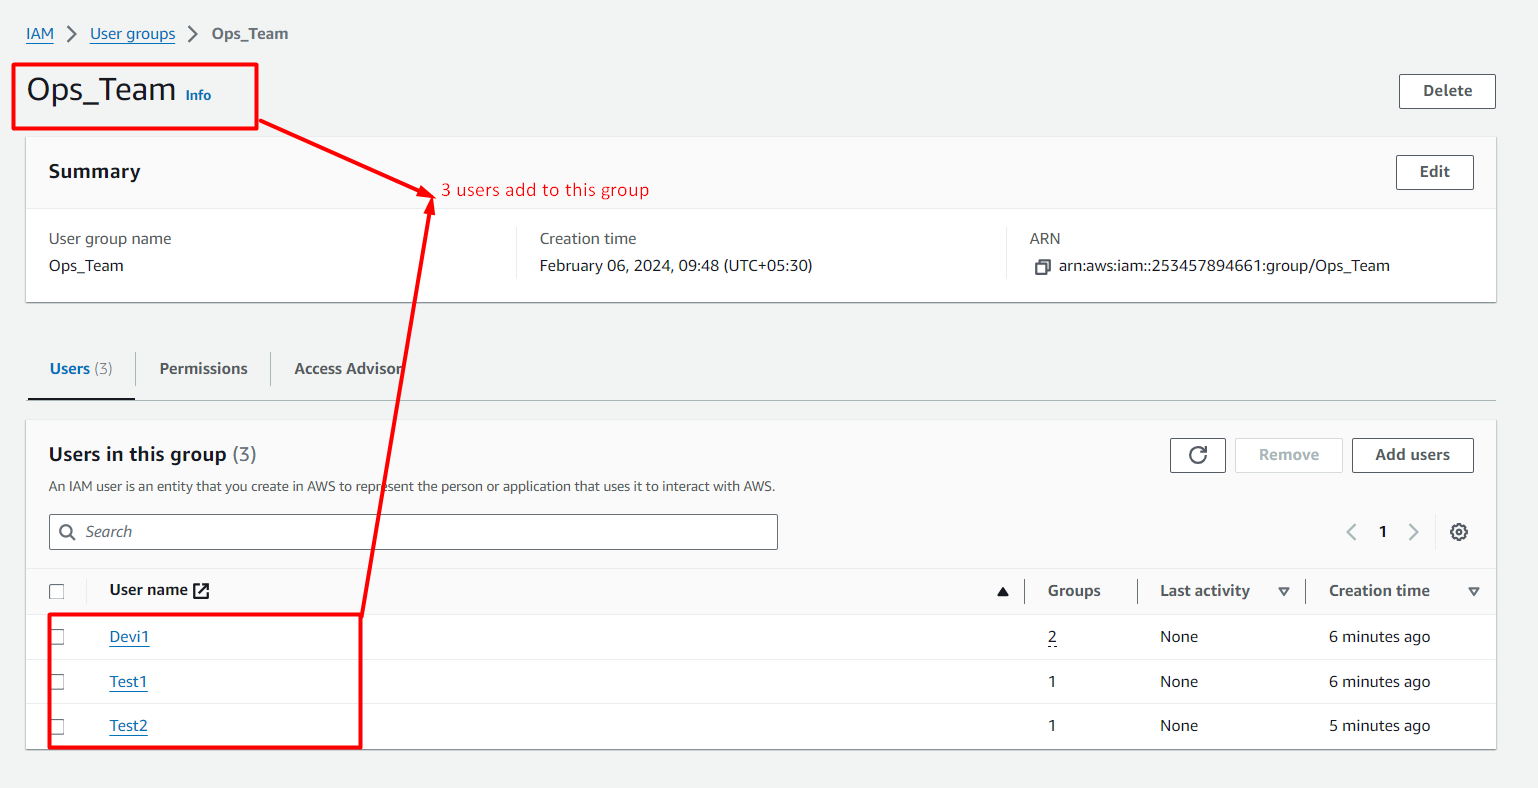 IAM > User groups > Ops_Team
Ops_Team Info
Delete
Summary
Edit
3 users add to this group
User group name
Ops_Team
Creation time
February 06, 2024, 09:48 (UTC+05:30)
ARN
arn:aws:iam::253457894661:group/Ops_Team
Users (3) Permissions Access Advisor
Users in this group (3)
Remove Add users
An IAM user is an entity that you create in AWS to represent the person or application that uses it to interact with AWS.
Search
1
User name Groups Last activity Creation time
Devi1 2 None 6 minutes ago
Test1 1 None 6 minutes ago
Test2 1 None 5 minutes ago